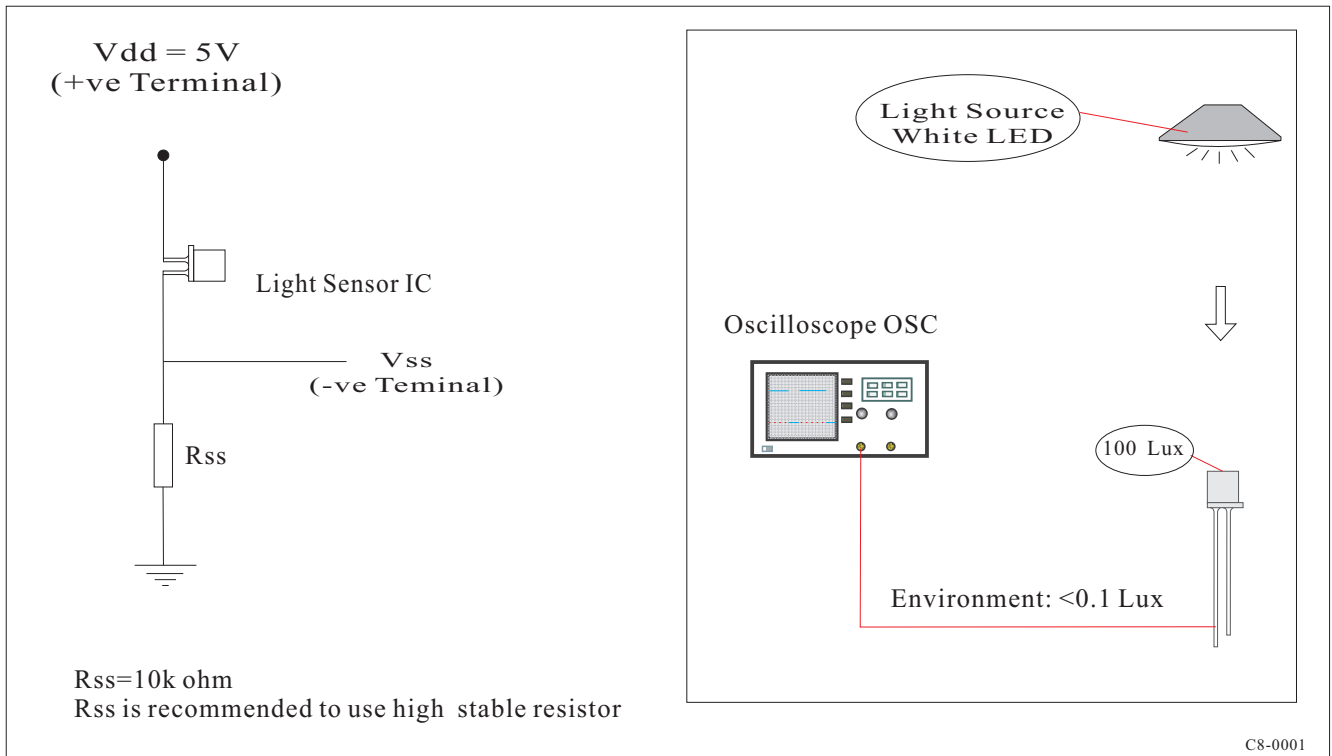 Vdd = 5V
(+ve Terminal)
Light Sensor IC
Vss
(-ve Teminal)
Rss
Rss=10k ohm
Rss is recommended to use high stable resistor
Light Source
White LED
Oscilloscope OSC
100 Lux
Environment: <0.1 Lux
C8-0001